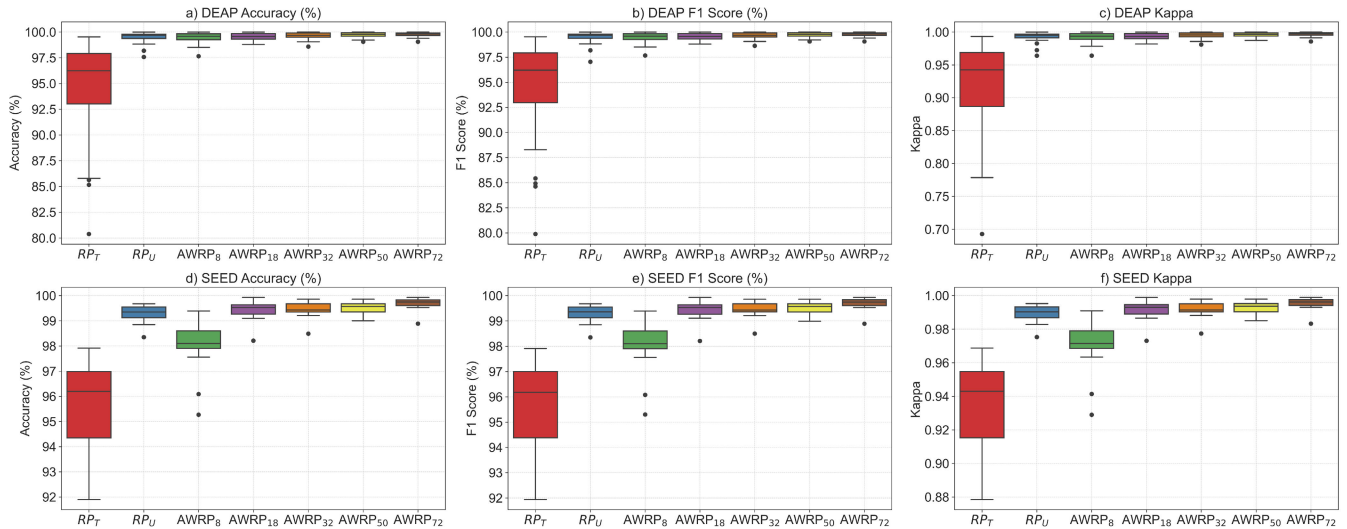 a) DEAP Accuracy (%)
Accuracy (%)
100.0
97.5
95.0
92.5
90.0
87.5
85.0
82.5
80.0
RP_T RP_U AWRP_8 AWRP_18 AWRP_32 AWRP_50 AWRP_72
b) DEAP F1 Score (%)
F1 Score (%)
100.0
97.5
95.0
92.5
90.0
87.5
85.0
82.5
80.0
RP_T RP_U AWRP_8 AWRP_18 AWRP_32 AWRP_50 AWRP_72
c) DEAP Kappa
Kappa
1.00
0.95
0.90
0.85
0.80
0.75
0.70
RP_T RP_U AWRP_8 AWRP_18 AWRP_32 AWRP_50 AWRP_72
d) SEED Accuracy (%)
Accuracy (%)
100
99
98
97
96
95
94
93
92
RP_T RP_U AWRP_8 AWRP_18 AWRP_32 AWRP_50 AWRP_72
e) SEED F1 Score (%)
F1 Score (%)
100
99
98
97
96
95
94
93
92
RP_T RP_U AWRP_8 AWRP_18 AWRP_32 AWRP_50 AWRP_72
f) SEED Kappa
Kappa
1.00
0.98
0.96
0.94
0.92
0.90
0.88
RP_T RP_U AWRP_8 AWRP_18 AWRP_32 AWRP_50 AWRP_72